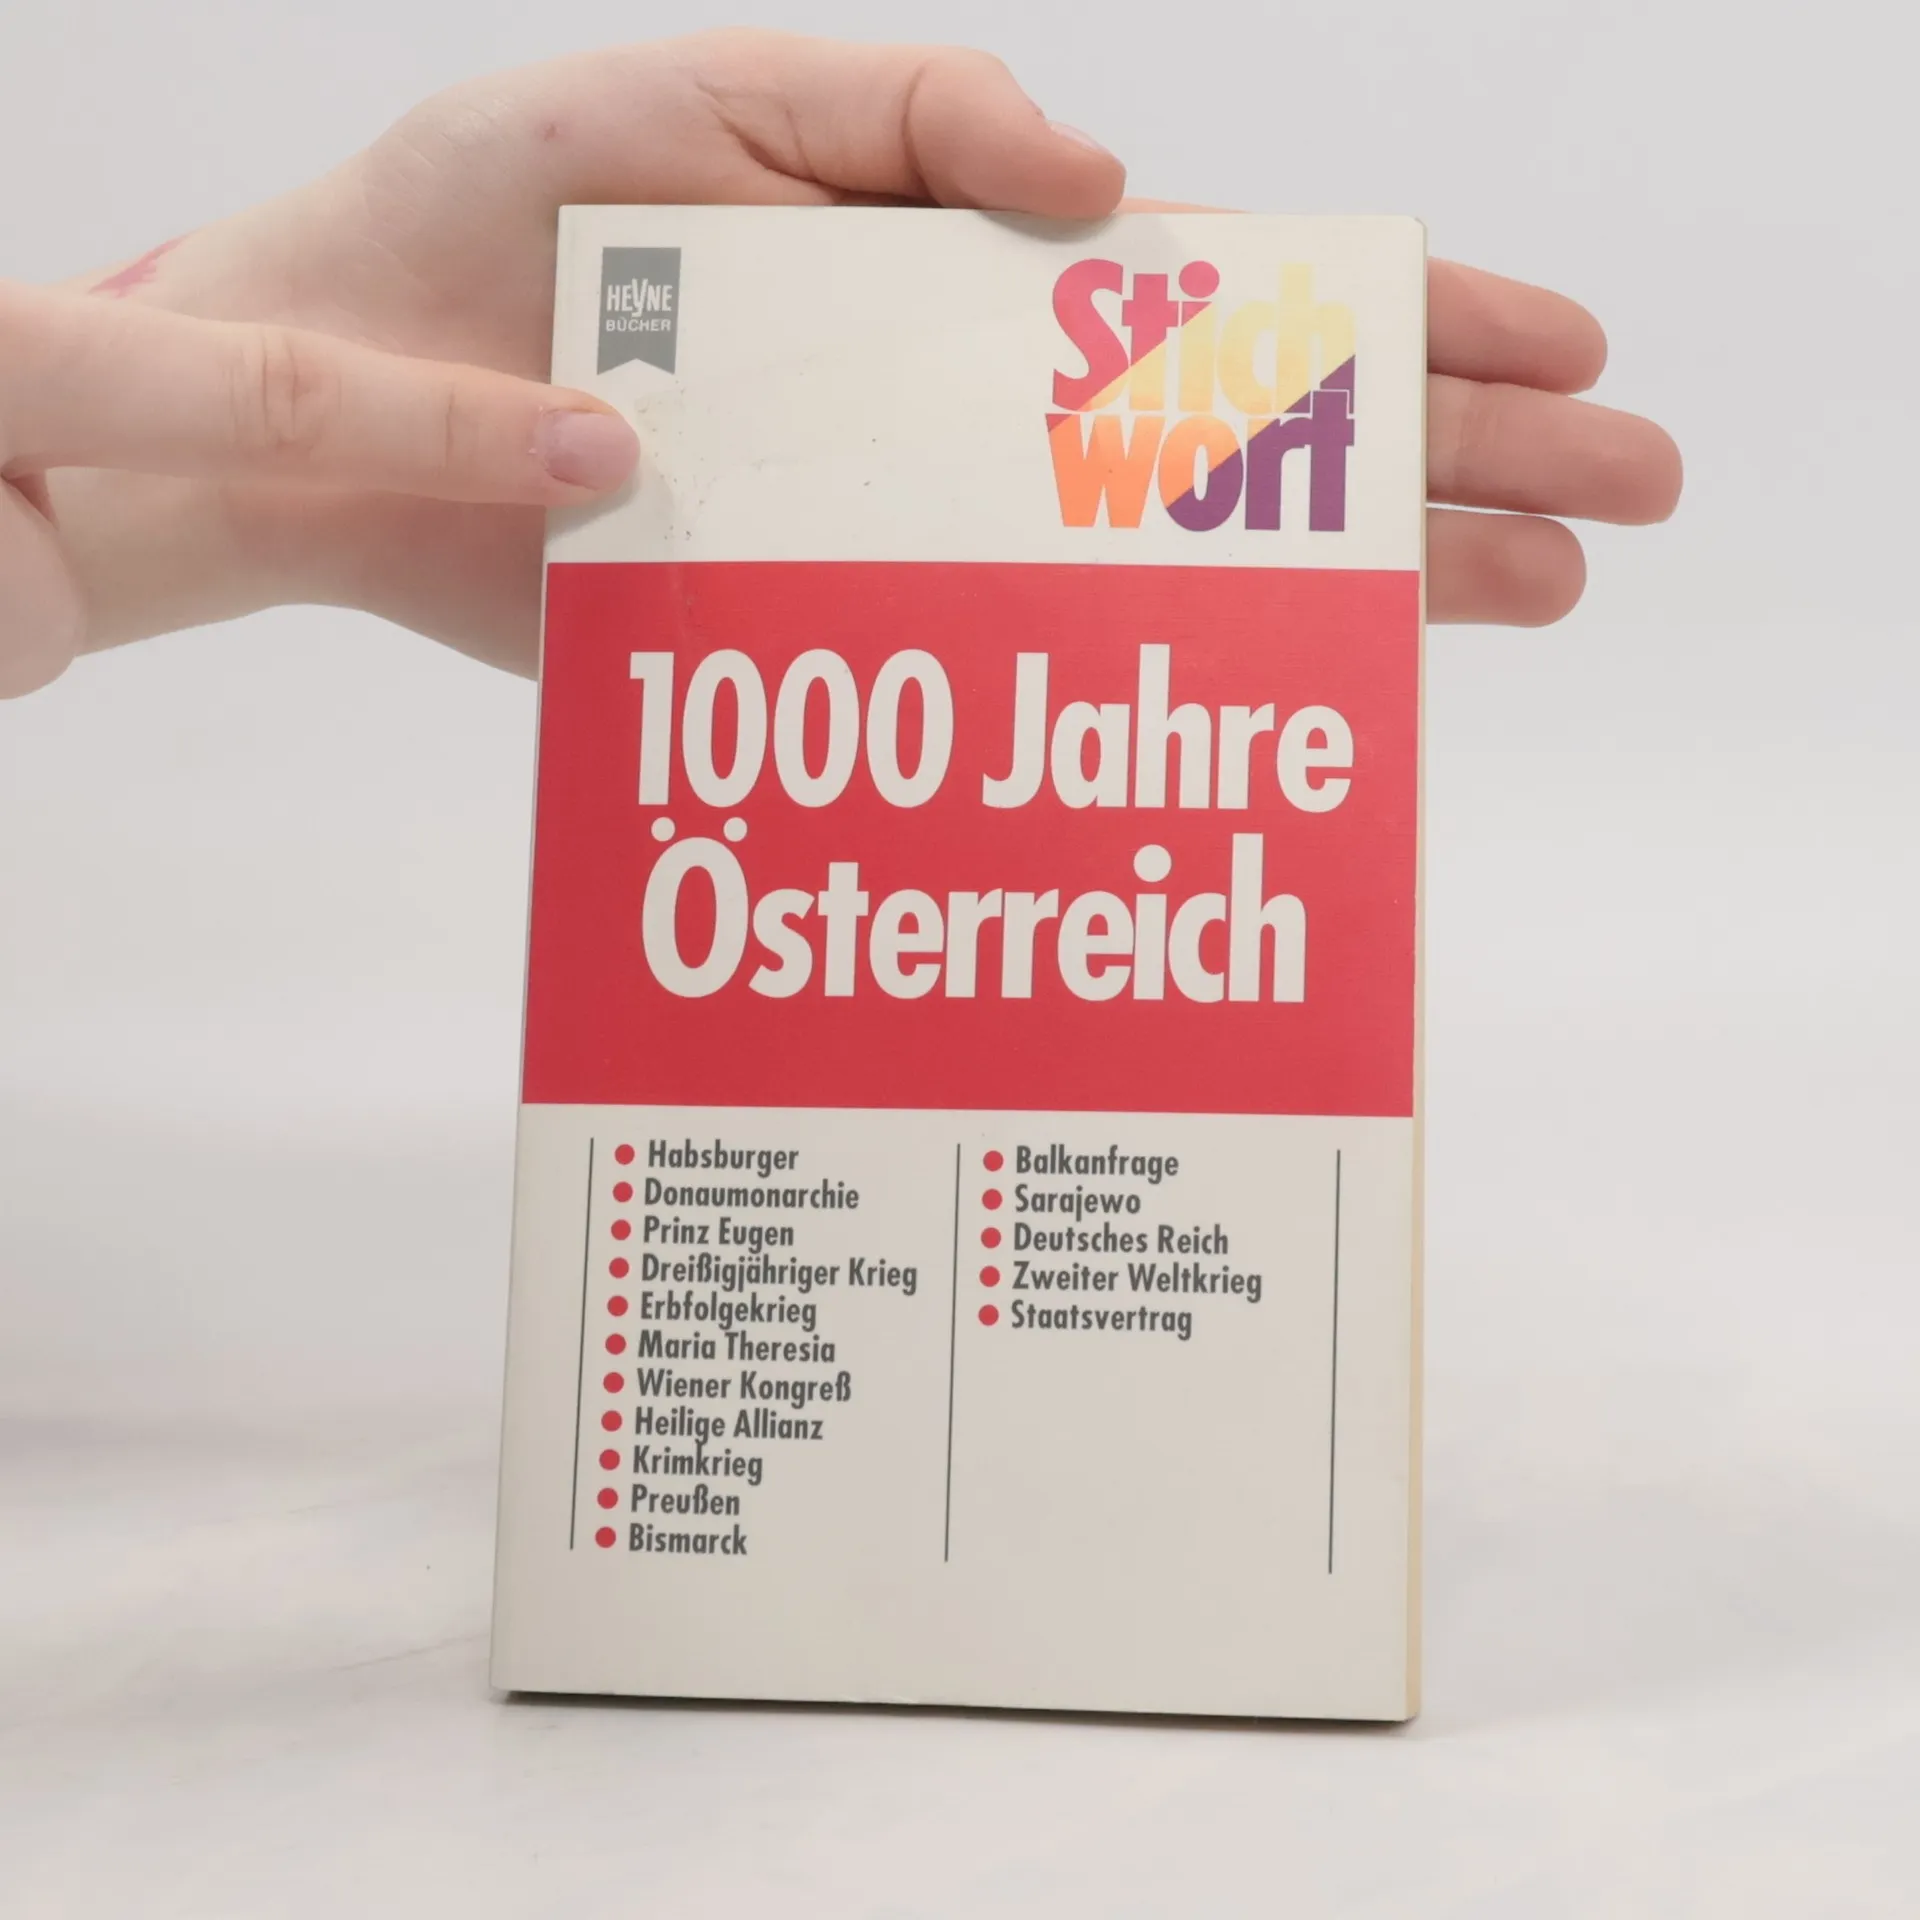 HEYNE
BÜCHER
Stich
wort
1000 Jahre
Österreich
Habsburger
Donaumonarchie
Prinz Eugen
Dreißigjähriger Krieg
Erbfolgekrieg
Maria Theresia
Wiener Kongreß
Heilige Allianz
Krimkrieg
Preußen
Bismarck
Balkanfrage
Sarajewo
Deutsches Reich
Zweiter Weltkrieg
Staatsvertrag